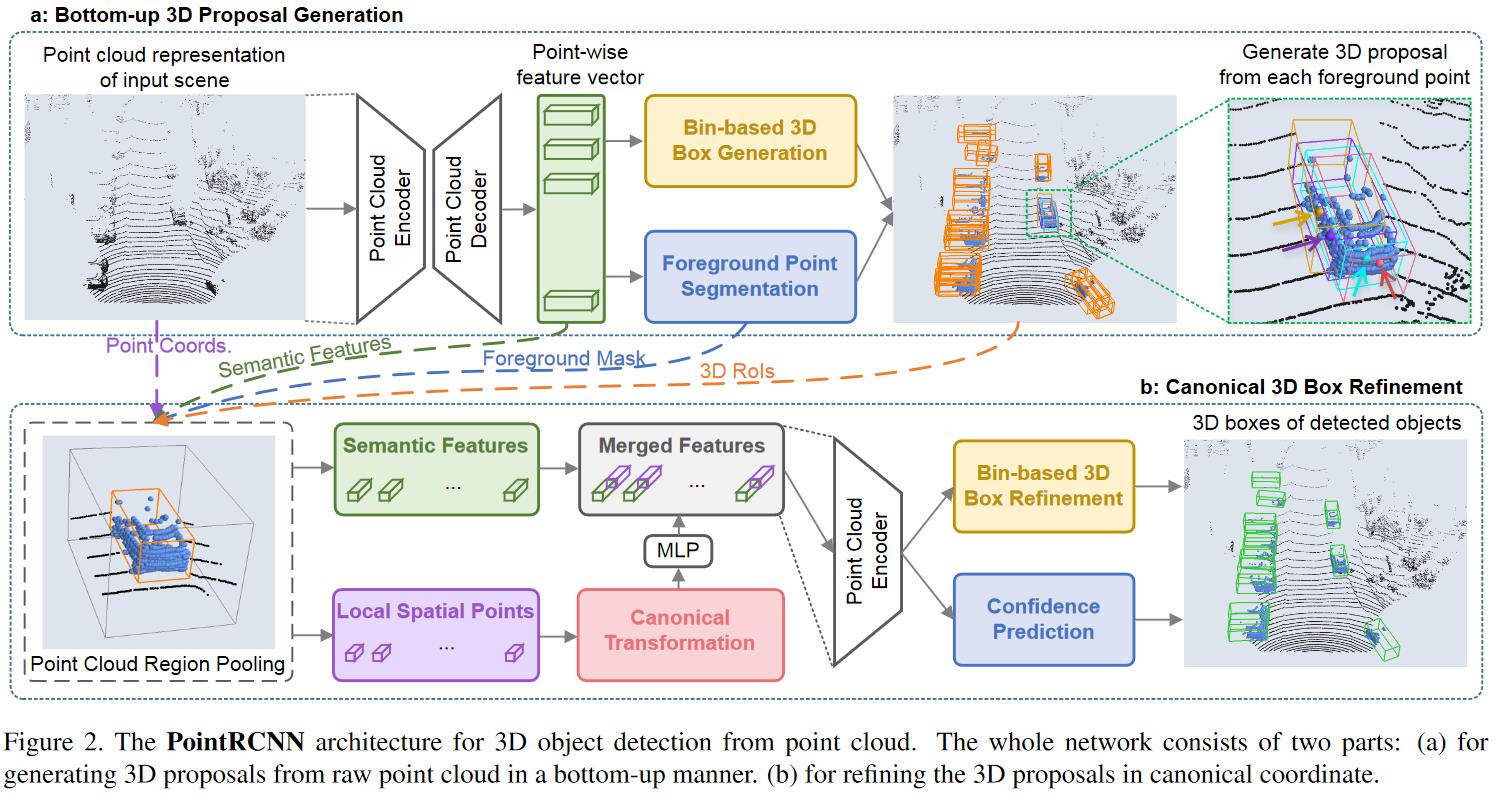 a: Bottom-up 3D Proposal Generation
Point cloud representation
of input scene
Point-wise
feature vector
Generate 3D proposal
from each foreground point
Point Cloud
Encoder
Point Cloud
Decoder
Bin-based 3D
Box Generation
Foreground Point
Segmentation
Point Coords.
Semantic Features
Foreground Mask
3D RoIs
b: Canonical 3D Box Refinement
Point Cloud Region Pooling
Semantic Features
...
Merged Features
...
MLP
Local Spatial Points
...
Canonical
Transformation
Point Cloud
Encoder
Bin-based 3D
Box Refinement
Confidence
Prediction
3D boxes of detected objects
Figure 2. The PointRCNN architecture for 3D object detection from point cloud. The whole network consists of two parts: (a) for
generating 3D proposals from raw point cloud in a bottom-up manner. (b) for refining the 3D proposals in canonical coordinate.